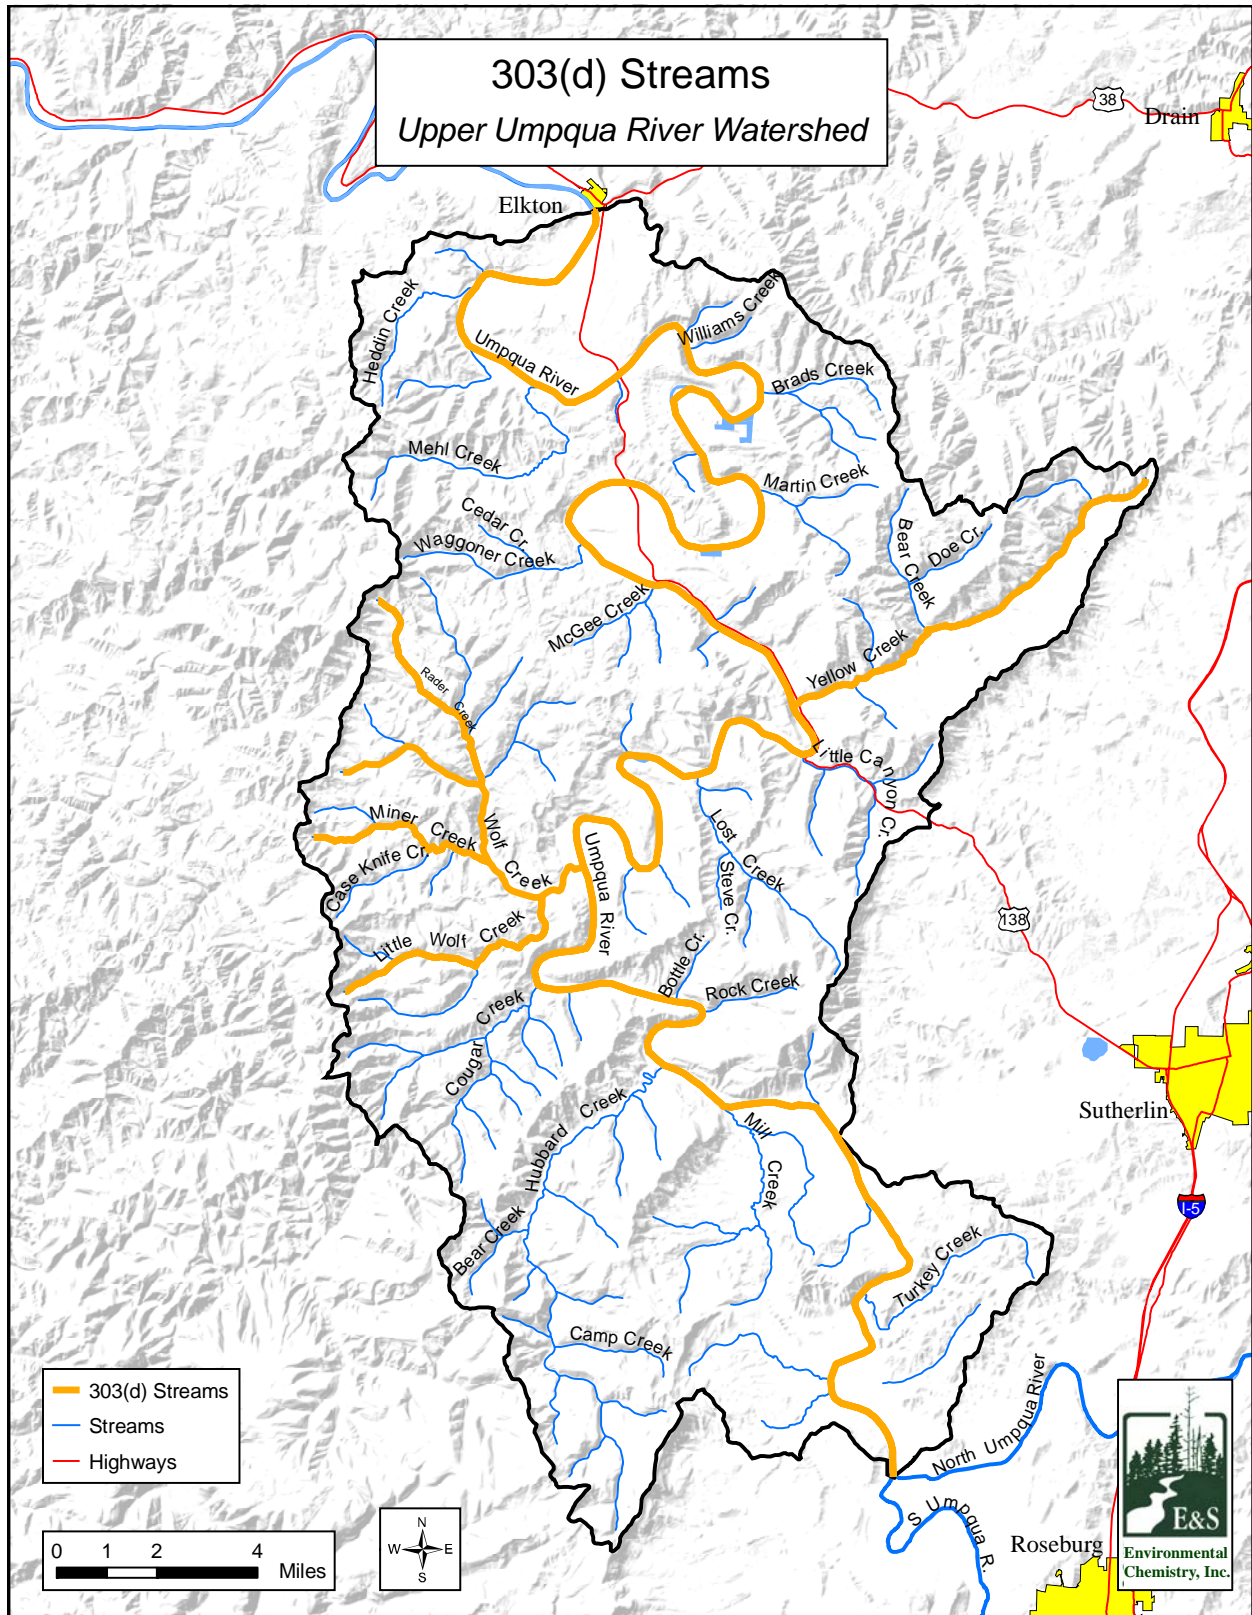 303(d) Streams
Upper Umpqua River Watershed
38
Drain
Elkton
Heddin Creek
Umpqua River
Williams Creek
Brads Creek
Mehl Creek
Martin Creek
Cedar Cr.
Waggoner Creek
Bear Creek
Doe Cr.
McGee Creek
Yellow Creek
Rader Creek
Little Canyon Cr.
Miner Creek
Wolf Creek
Case Knife Cr.
Umpqua River
Lost Creek
Steve Cr.
138
Little Wolf Creek
Bottle Cr.
Rock Creek
Cougar Creek
Hubbard Creek
Mill Creek
Sutherlin
I-5
Bear Creek
Turkey Creek
Camp Creek
North Umpqua River
S Umpqua R.
Roseburg
303(d) Streams
Streams
Highways
0 1 2 4 Miles
N
W E
S
E&S
Environmental
Chemistry, Inc.